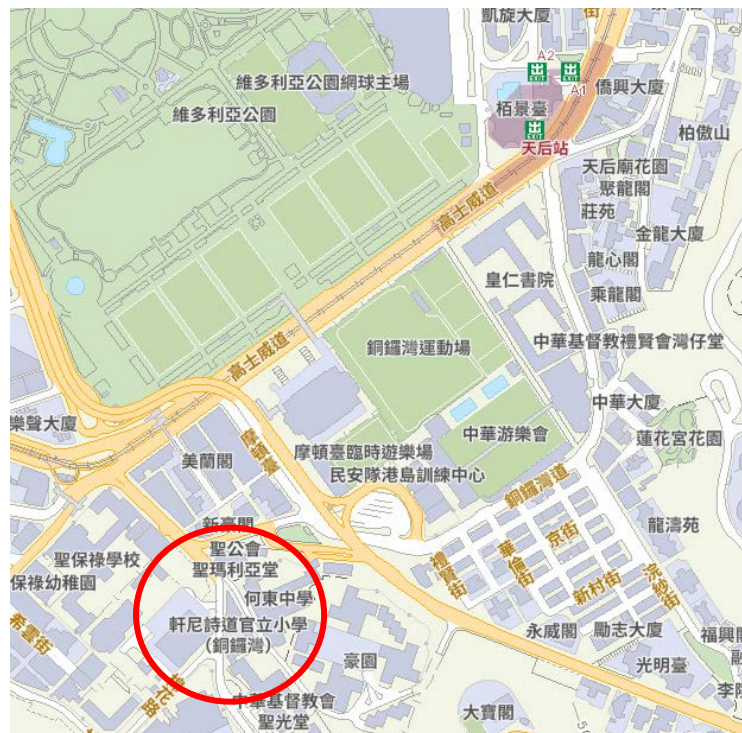 凱旋大廈
街
A2
EXIT
EXIT
A1
維多利亞公園網球主場
僑興大廈
維多利亞公園
栢景臺
EXIT
天后站
柏傲山
天后廟花園
聚龍閣
莊苑
高士威道
金龍大廈
龍心閣
皇仁書院
乘龍閣
銅鑼灣運動場
中華基督教禮賢會灣仔堂
高士威道
中華大廈
樂聲大廈
中華游樂會
蓮花宮花園
摩頓臺
摩頓臺臨時遊樂場
美蘭閣
民安隊港島訓練中心
銅鑼灣道
新豪閣
龍濤苑
京街
聖公會
聖瑪利亞堂
聖保祿學校
禮賢街
華倫街
保祿幼稚園
何東中學
新村街
浣紗街
軒尼詩道官立小學
(銅鑼灣)
希雲街
永威閣
勵志大廈
福興
豪園
光明臺
中華基督教會
聖光堂
大寶閣